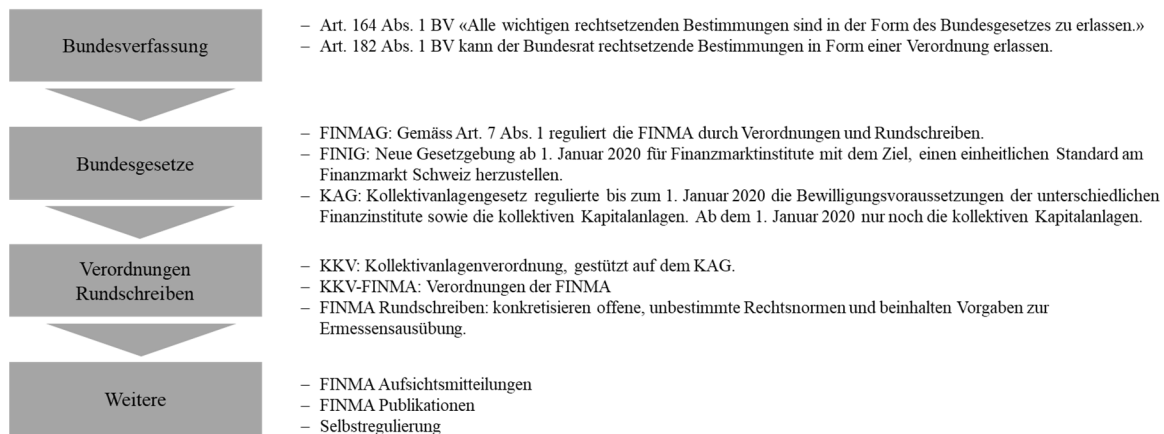 Bundesverfassung
– Art. 164 Abs. 1 BV «Alle wichtigen rechtsetzenden Bestimmungen sind in der Form des Bundesgesetzes zu erlassen.»
– Art. 182 Abs. 1 BV kann der Bundesrat rechtsetzende Bestimmungen in Form einer Verordnung erlassen.
Bundesgesetze
– FINMAG: Gemäss Art. 7 Abs. 1 reguliert die FINMA durch Verordnungen und Rundschreiben.
– FINIG: Neue Gesetzgebung ab 1. Januar 2020 für Finanzmarktinstitute mit dem Ziel, einen einheitlichen Standard am
Finanzmarkt Schweiz herzustellen.
– KAG: Kollektivanlagengesetz regulierte bis zum 1. Januar 2020 die Bewilligungsvoraussetzungen der unterschiedlichen
Finanzinstitute sowie die kollektiven Kapitalanlagen. Ab dem 1. Januar 2020 nur noch die kollektiven Kapitalanlagen.
Verordnungen
Rundschreiben
– KKV: Kollektivanlagenverordnung, gestützt auf dem KAG.
– KKV-FINMA: Verordnungen der FINMA
– FINMA Rundschreiben: konkretisieren offene, unbestimmte Rechtsnormen und beinhalten Vorgaben zur
Ermessensausübung.
Weitere
– FINMA Aufsichtsmitteilungen
– FINMA Publikationen
– Selbstregulierung